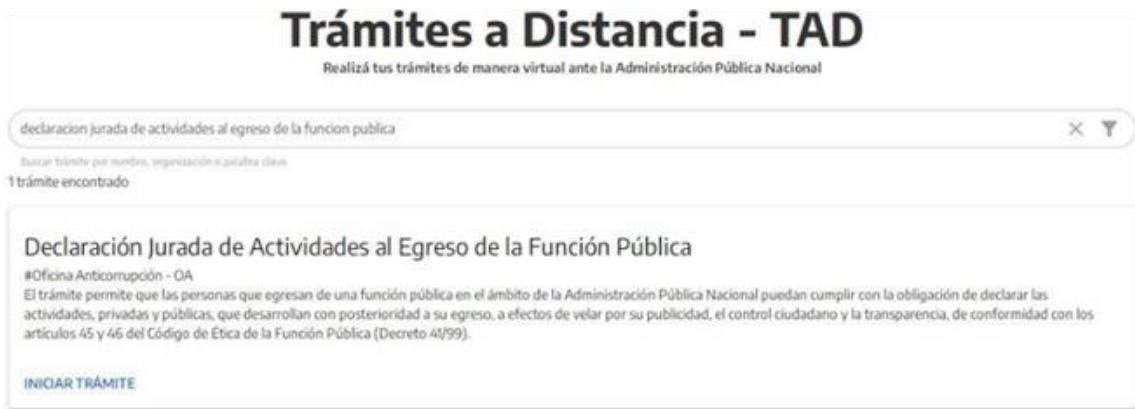 Trámites a Distancia - TAD
Realizá tus trámites de manera virtual ante la Administración Pública Nacional
declaracion jurada de actividades al egreso de la funcion publica
Buscar trámite por nombre, organización o palabra clave
1 trámite encontrado
Declaración Jurada de Actividades al Egreso de la Función Pública
#Oficina Anticorrupción - OA
El trámite permite que las personas que egresan de una función pública en el ámbito de la Administración Pública Nacional puedan cumplir con la obligación de declarar las
actividades, privadas y públicas, que desarrollan con posterioridad a su egreso, a efectos de velar por su publicidad, el control ciudadano y la transparencia, de conformidad con los
artículos 45 y 46 del Código de Ética de la Función Pública (Decreto 41/99).
INICIAR TRÁMITE